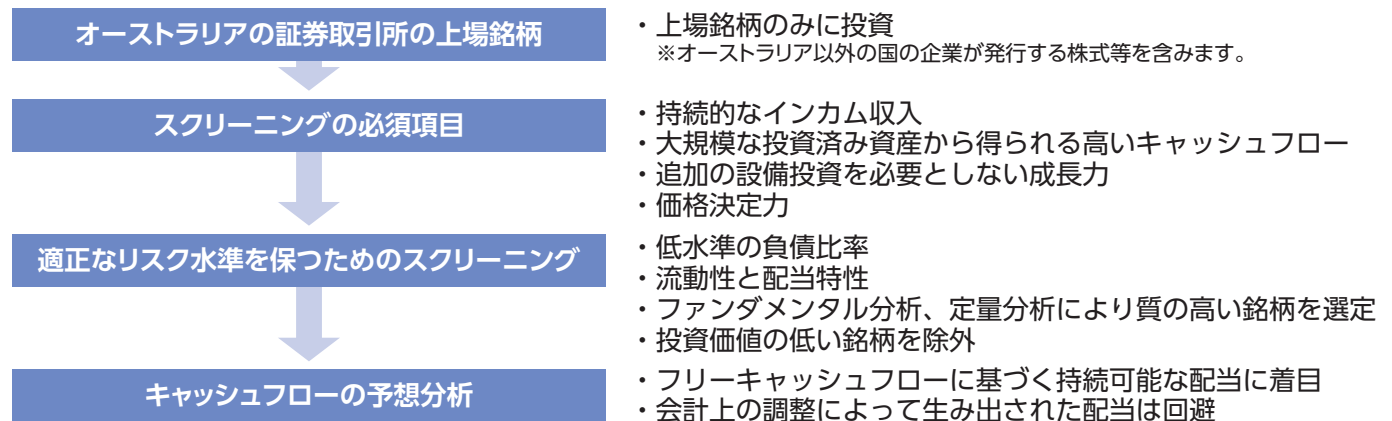 オーストラリアの証券取引所の上場銘柄
・上場銘柄のみに投資
※オーストラリア以外の国の企業が発行する株式等を含みます。
スクリーニングの必須項目
・持続的なインカム収入
・大規模な投資済み資産から得られる高いキャッシュフロー
・追加の設備投資を必要としない成長力
・価格決定力
適正なリスク水準を保つためのスクリーニング
・低水準の負債比率
・流動性と配当特性
・ファンダメンタル分析、定量分析により質の高い銘柄を選定
・投資価値の低い銘柄を除外
キャッシュフローの予想分析
・フリーキャッシュフローに基づく持続可能な配当に着目
・会計上の調整によって生み出された配当は回避